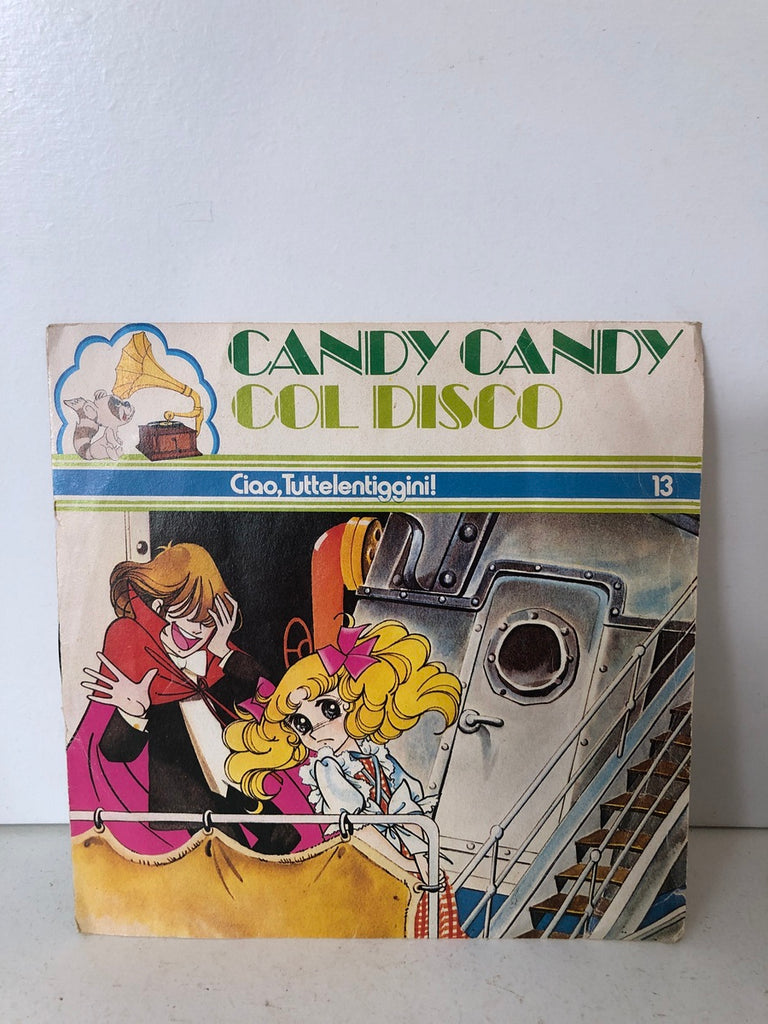 CANDY CANDY
COL DISCO
Ciao, Tuttelentiggini! 13